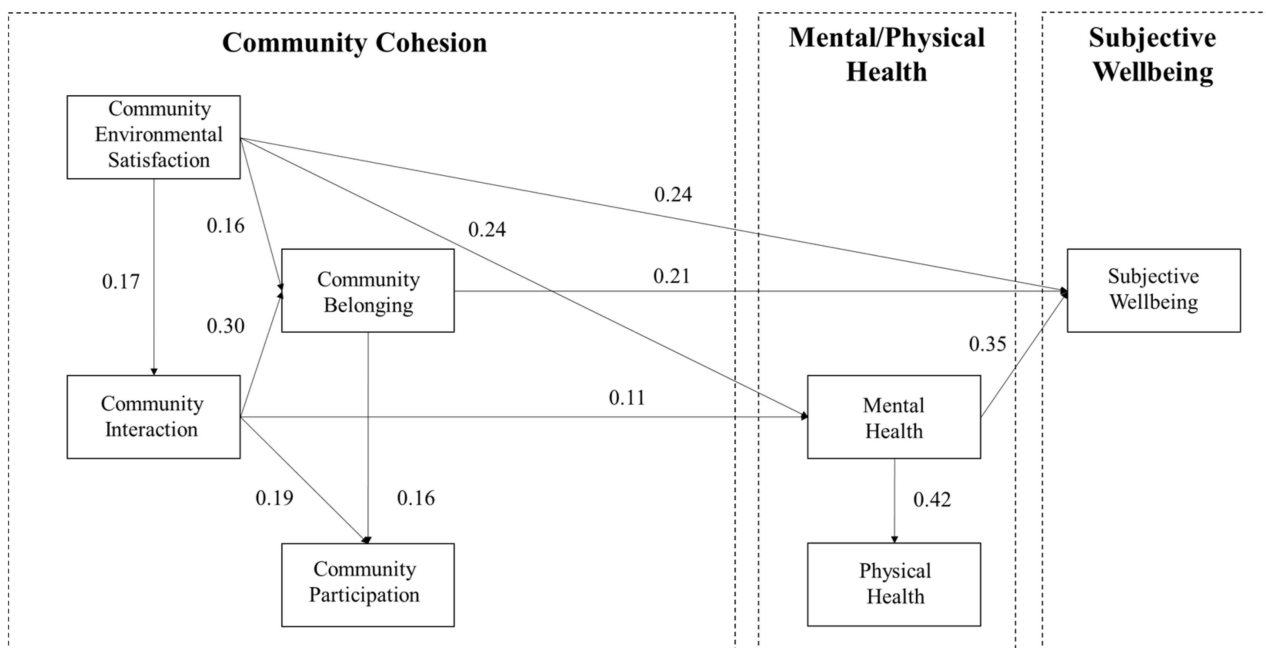 Community Cohesion
Mental/Physical
Health
Subjective
Wellbeing
Community
Environmental
Satisfaction
0.24
0.16
0.24
0.17
Community
Belonging
0.21
Subjective
Wellbeing
0.30
0.35
Community
Interaction
0.11
Mental
Health
0.19
0.16
0.42
Community
Participation
Physical
Health